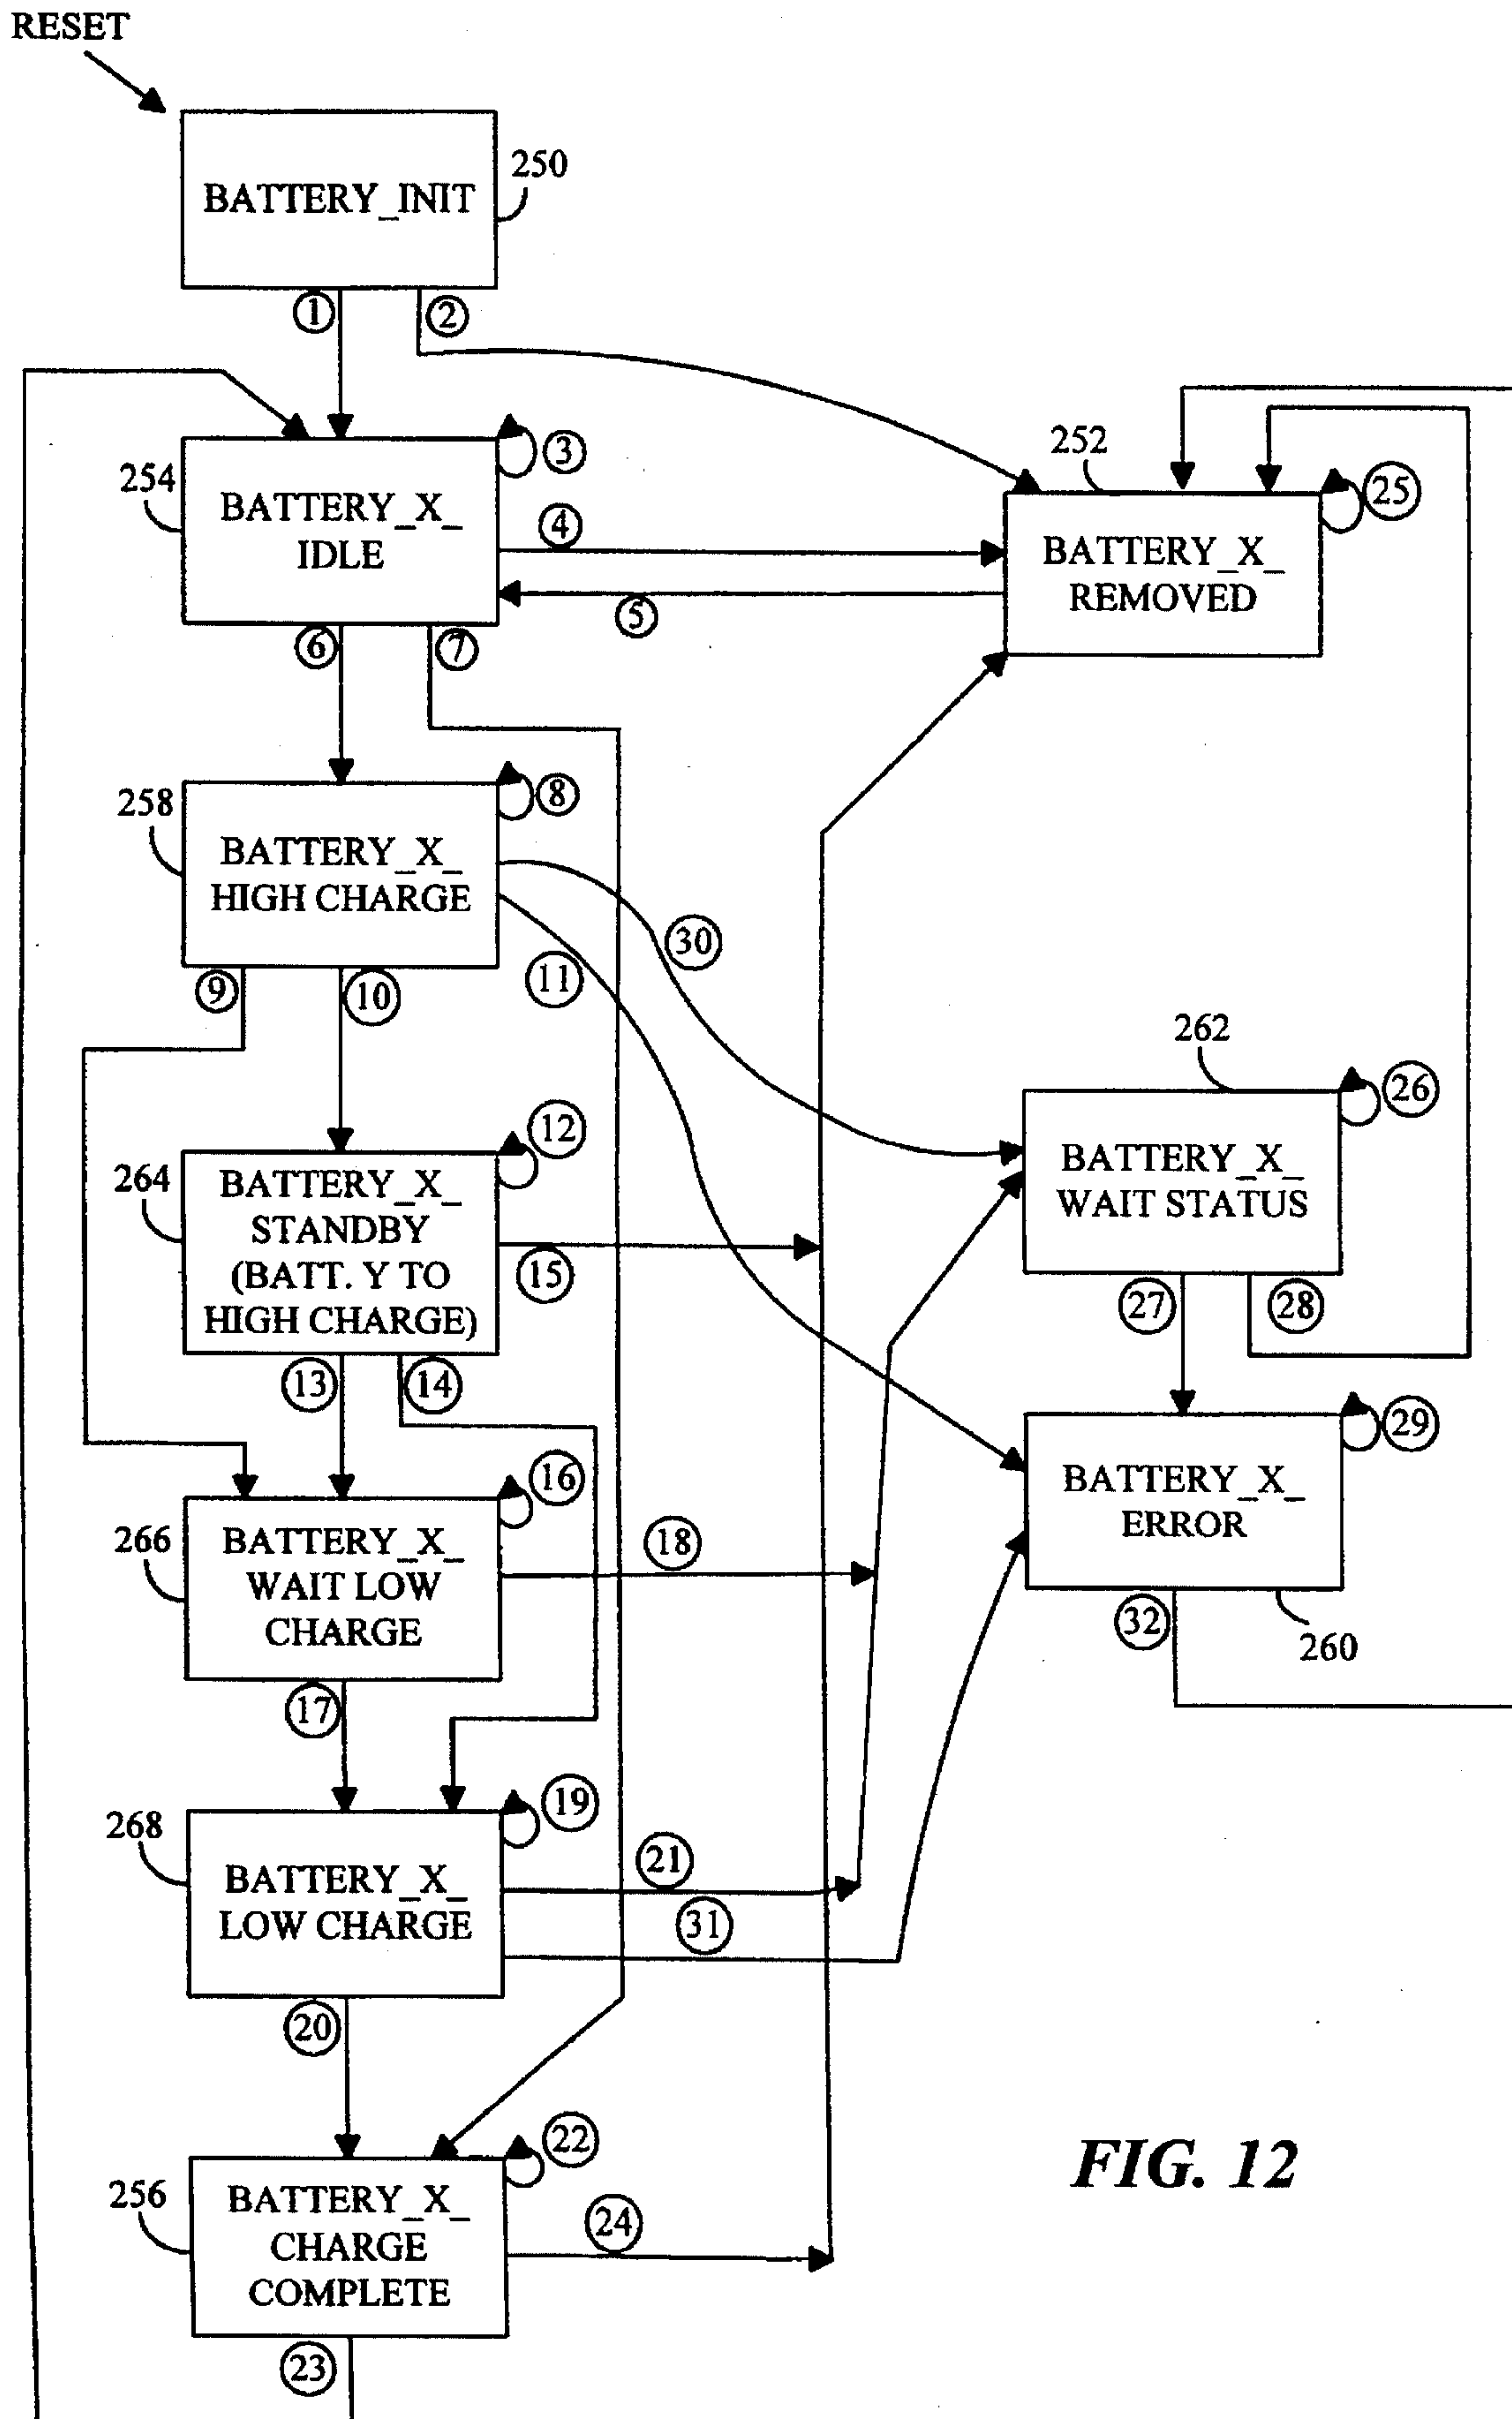 RESET
BATTERY_INIT
250
1
2
3
254
BATTERY_X_
IDLE
4
5
252
25
BATTERY_X_
REMOVED
6
7
8
258
BATTERY_X_
HIGH CHARGE
30
11
9
10
262
26
BATTERY_X_
WAIT STATUS
12
264
BATTERY_X_
STANDBY
(BATT. Y TO
HIGH CHARGE)
15
27
28
13
14
29
BATTERY_X_
ERROR
16
266
BATTERY_X_
WAIT LOW
CHARGE
18
32
260
17
19
268
BATTERY_X_
LOW CHARGE
21
31
20
22
256
BATTERY_X_
CHARGE
COMPLETE
24
23
FIG. 12